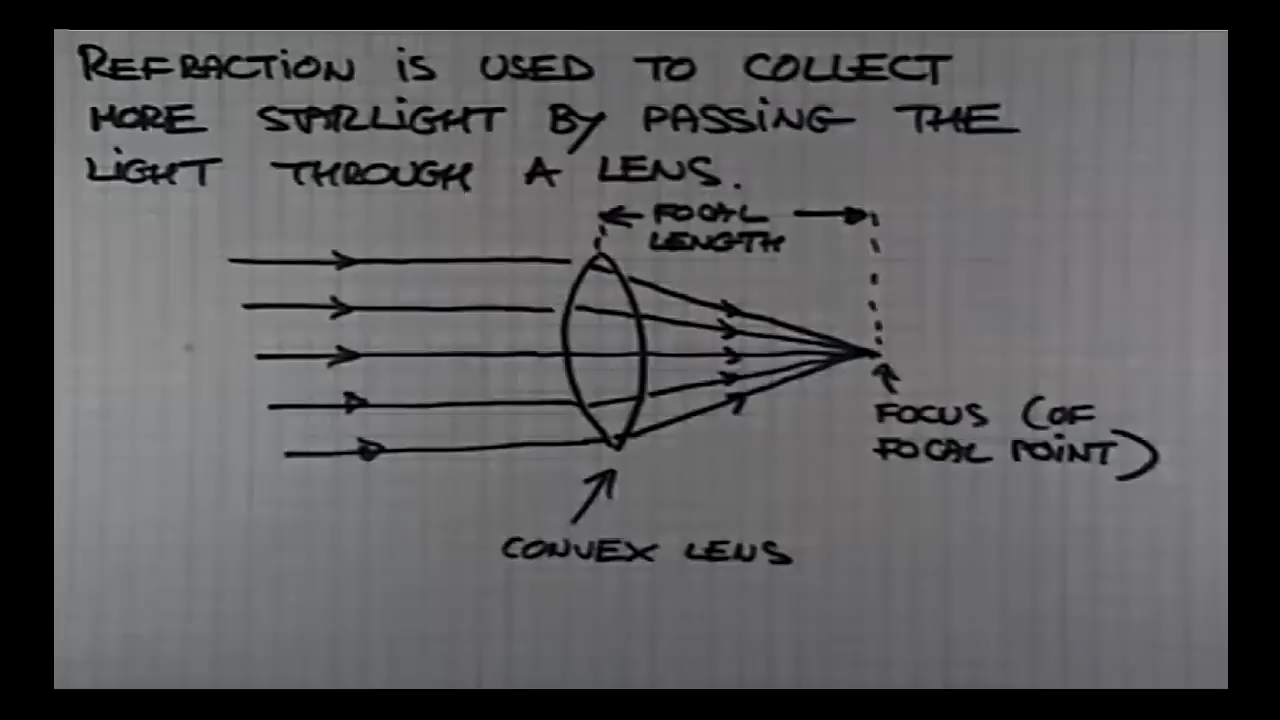 REFRACTION IS USED TO COLLECT
MORE STARLIGHT BY PASSING THE
LIGHT THROUGH A LENS.
FOCAL
LENGTH
FOCUS (OF
FOCAL POINT)
CONVEX LENS